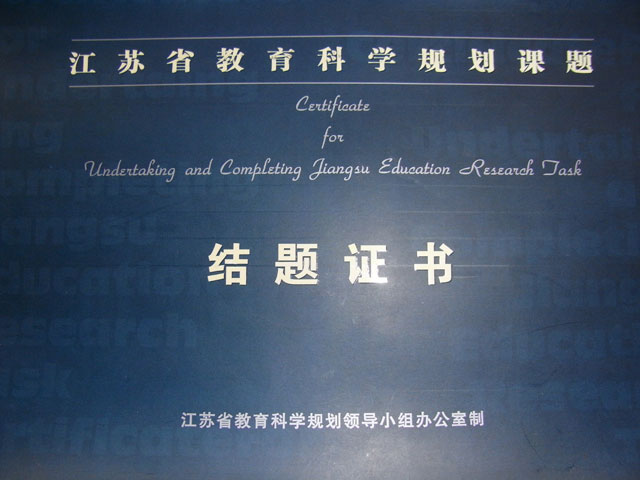 江苏省教育科学规划课题
Certificate
for
Undertaking and Completing Jiangsu Education Research Task
结题证书
江苏省教育科学规划领导小组办公室制